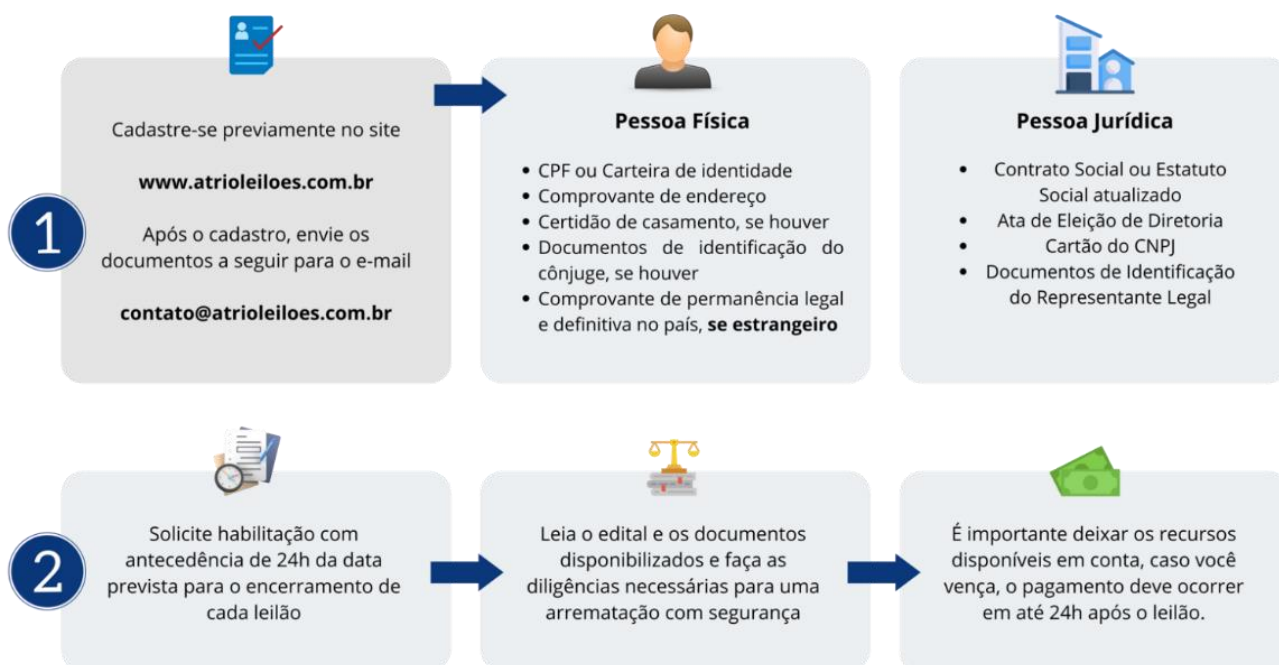 1
Cadastre-se previamente no site
www.atrioleiloes.com.br
Após o cadastro, envie os
documentos a seguir para o e-mail
contato@atrioleiloes.com.br
Pessoa Física
• CPF ou Carteira de identidade
• Comprovante de endereço
• Certidão de casamento, se houver
• Documentos de identificação do
cônjuge, se houver
• Comprovante de permanência legal
e definitiva no país, se estrangeiro
Pessoa Jurídica
• Contrato Social ou Estatuto
Social atualizado
• Ata de Eleição de Diretoria
• Cartão do CNPJ
• Documentos de Identificação
do Representante Legal
2
Solicite habilitação com
antecedência de 24h da data
prevista para o encerramento de
cada leilão
Leia o edital e os documentos
disponibilizados e faça as
diligências necessárias para uma
arrematação com segurança
É importante deixar os recursos
disponíveis em conta, caso você
vença, o pagamento deve ocorrer
em até 24h após o leilão.